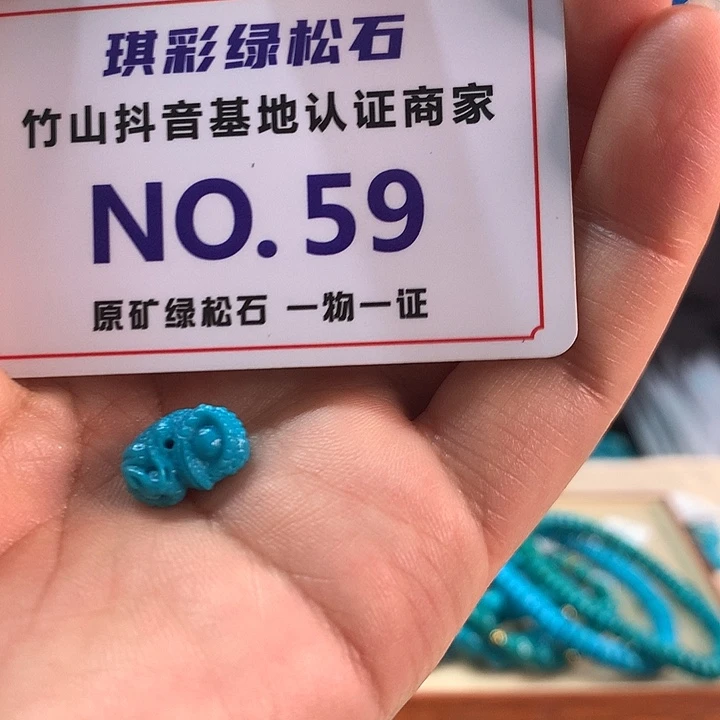 琪彩绿松石
竹山抖音基地认证商家
NO. 59
原矿绿松石 一物一证